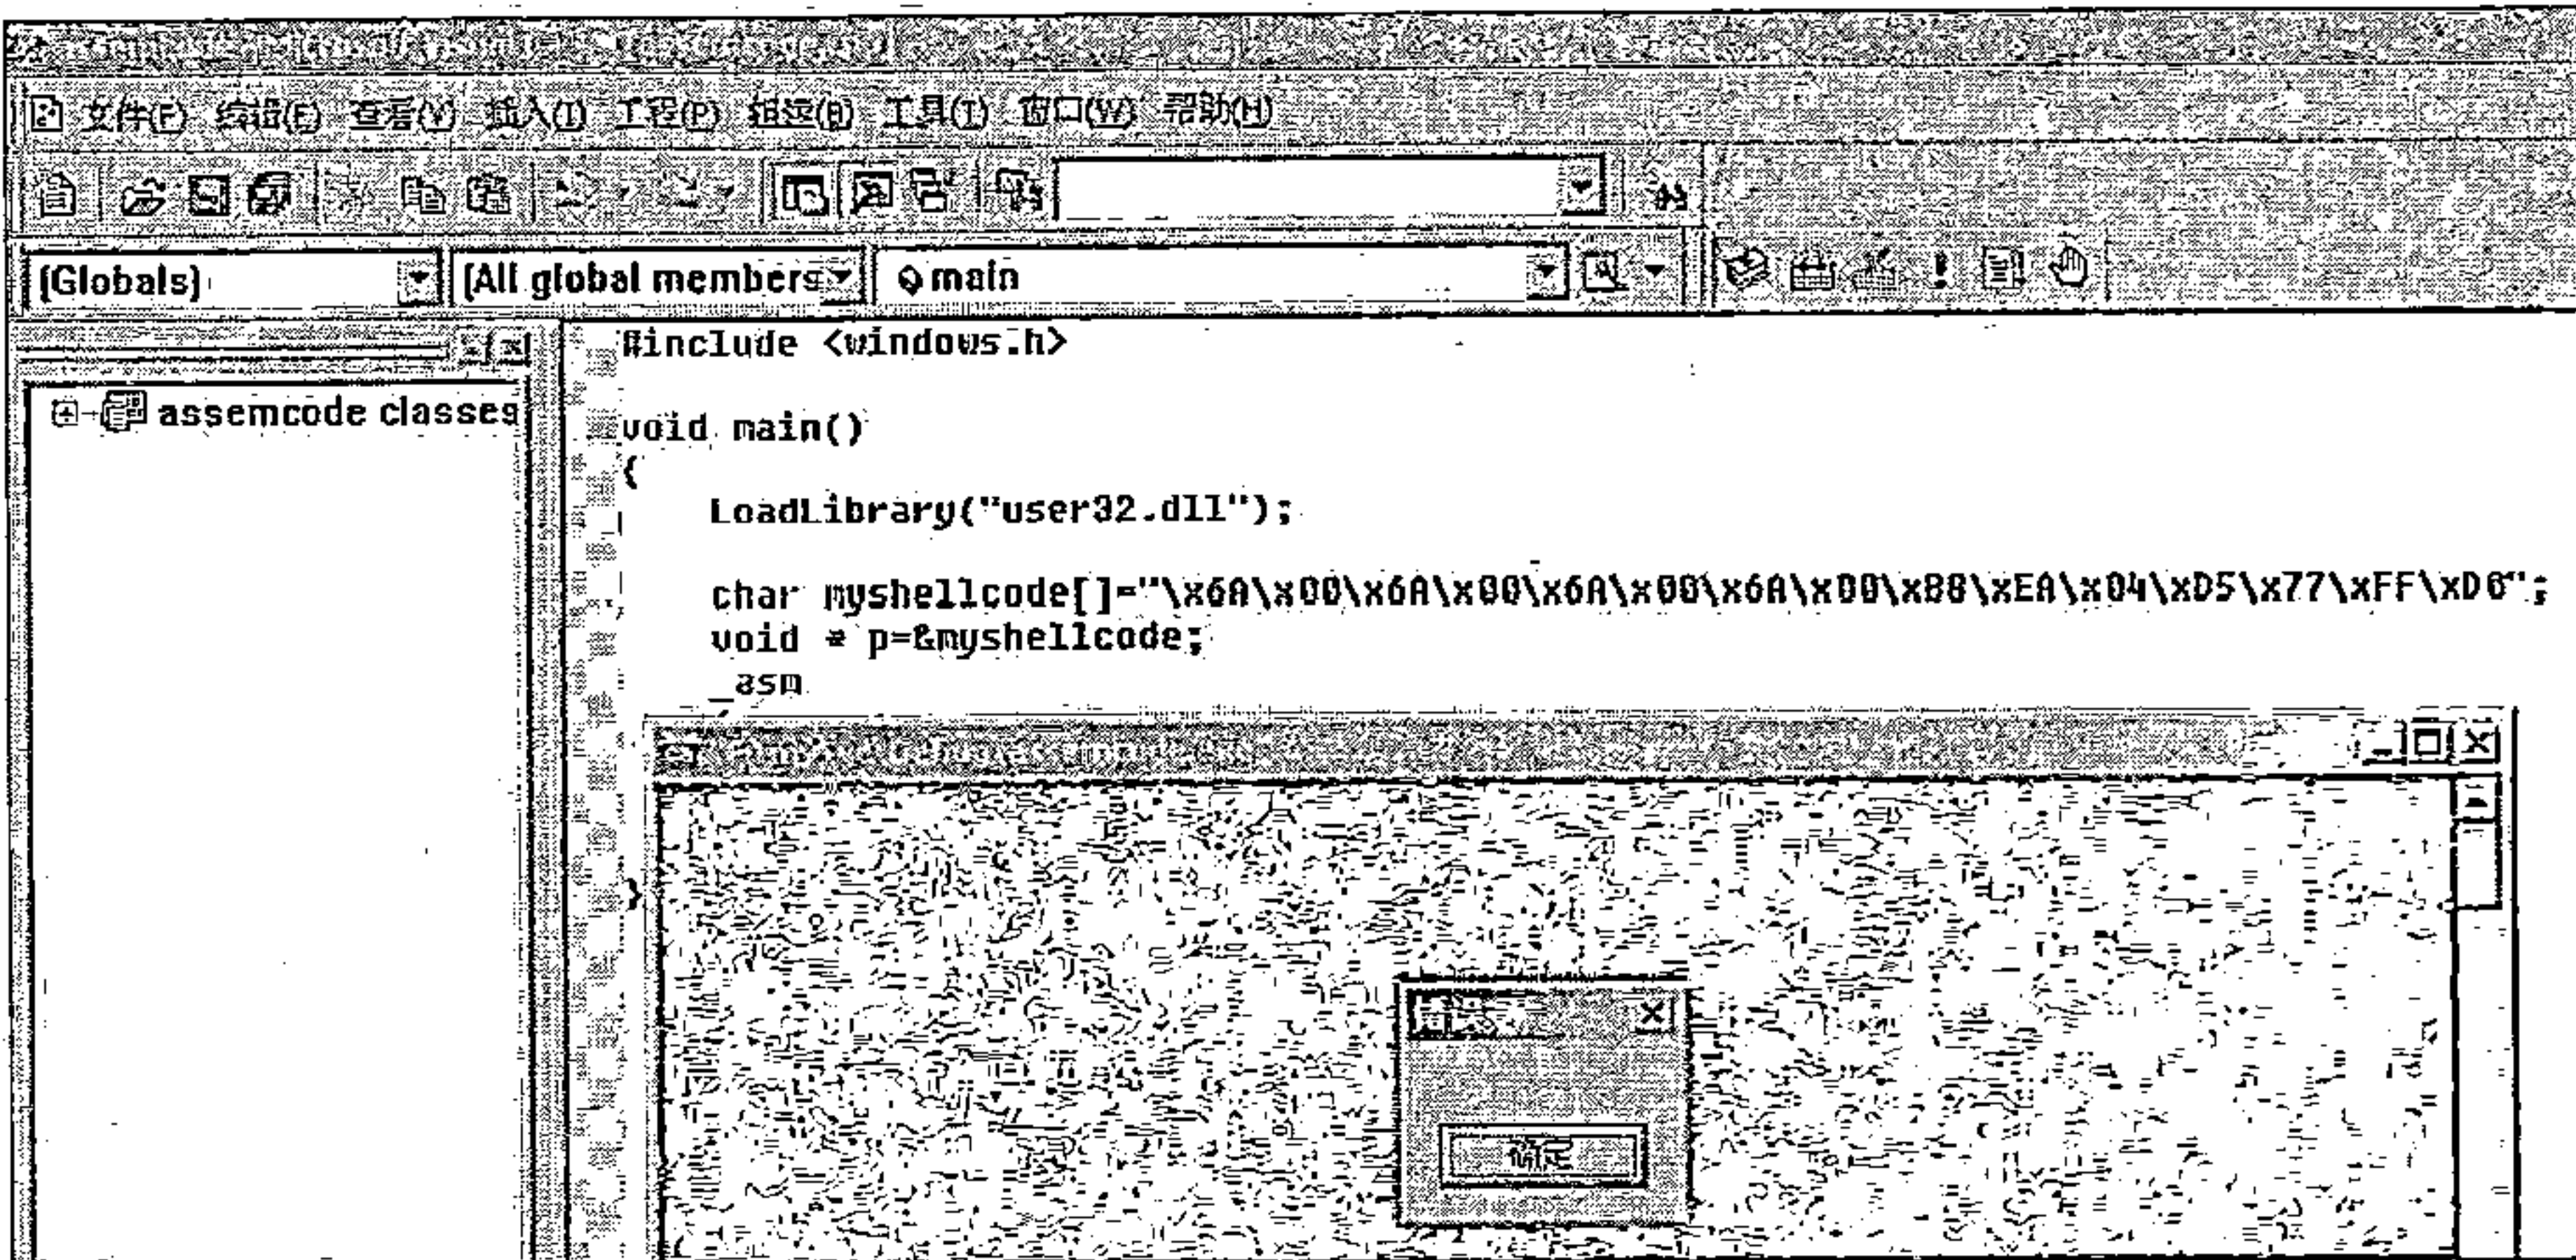 文件(F) 编辑(E) 查看(V) 插入(I) 工程(P) 组建(B) 工具(T) 窗口(W) 帮助(H)
(Globals) (All global members main
#include <windows.h>
assemcode classes
void main()
{
LoadLibrary("user32.dll");
char myshellcode[]="\x6A\x00\x6A\x00\x6A\x00\x6A\x00\xB8\xEA\x04\xD5\x77\xFF\xD0";
void * p=&myshellcode;
_asm
}
确定